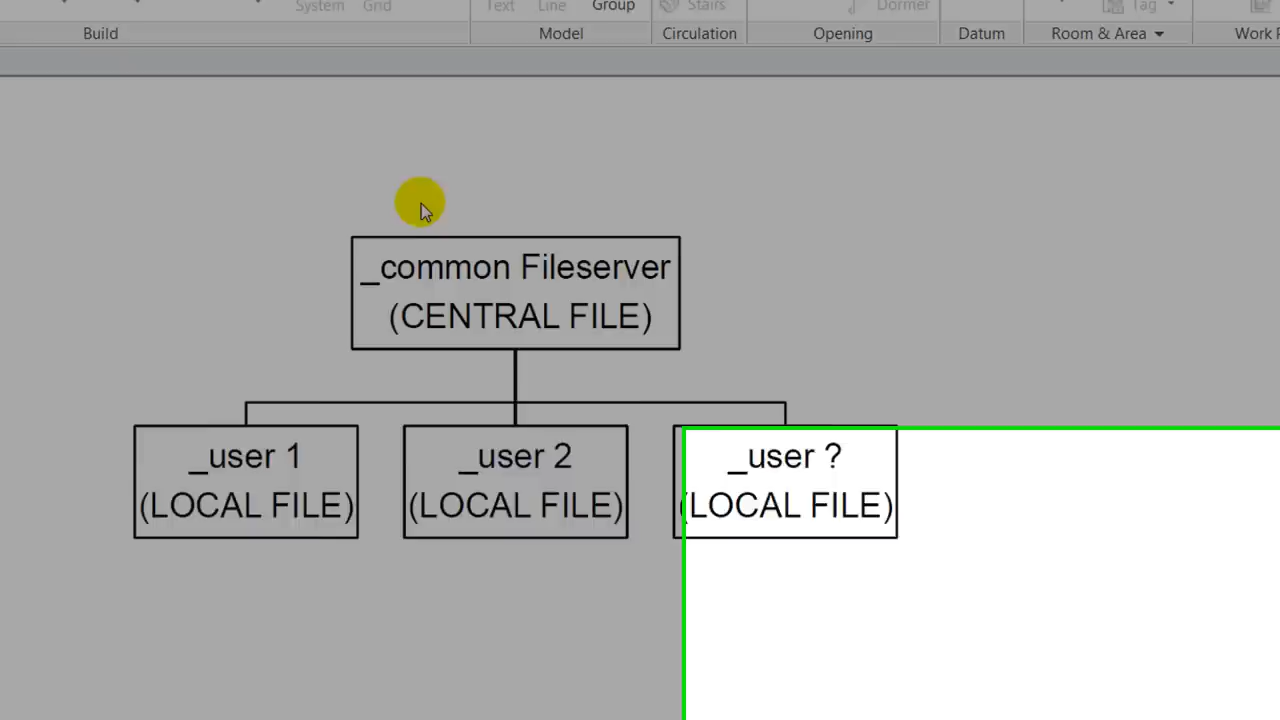 System Grid Text Line Group Stairs Dormer Tag
Build Model Circulation Opening Datum Room & Area Work
_common Fileserver
(CENTRAL FILE)
_user 1 _user 2 _user ?
(LOCAL FILE) (LOCAL FILE) (LOCAL FILE)